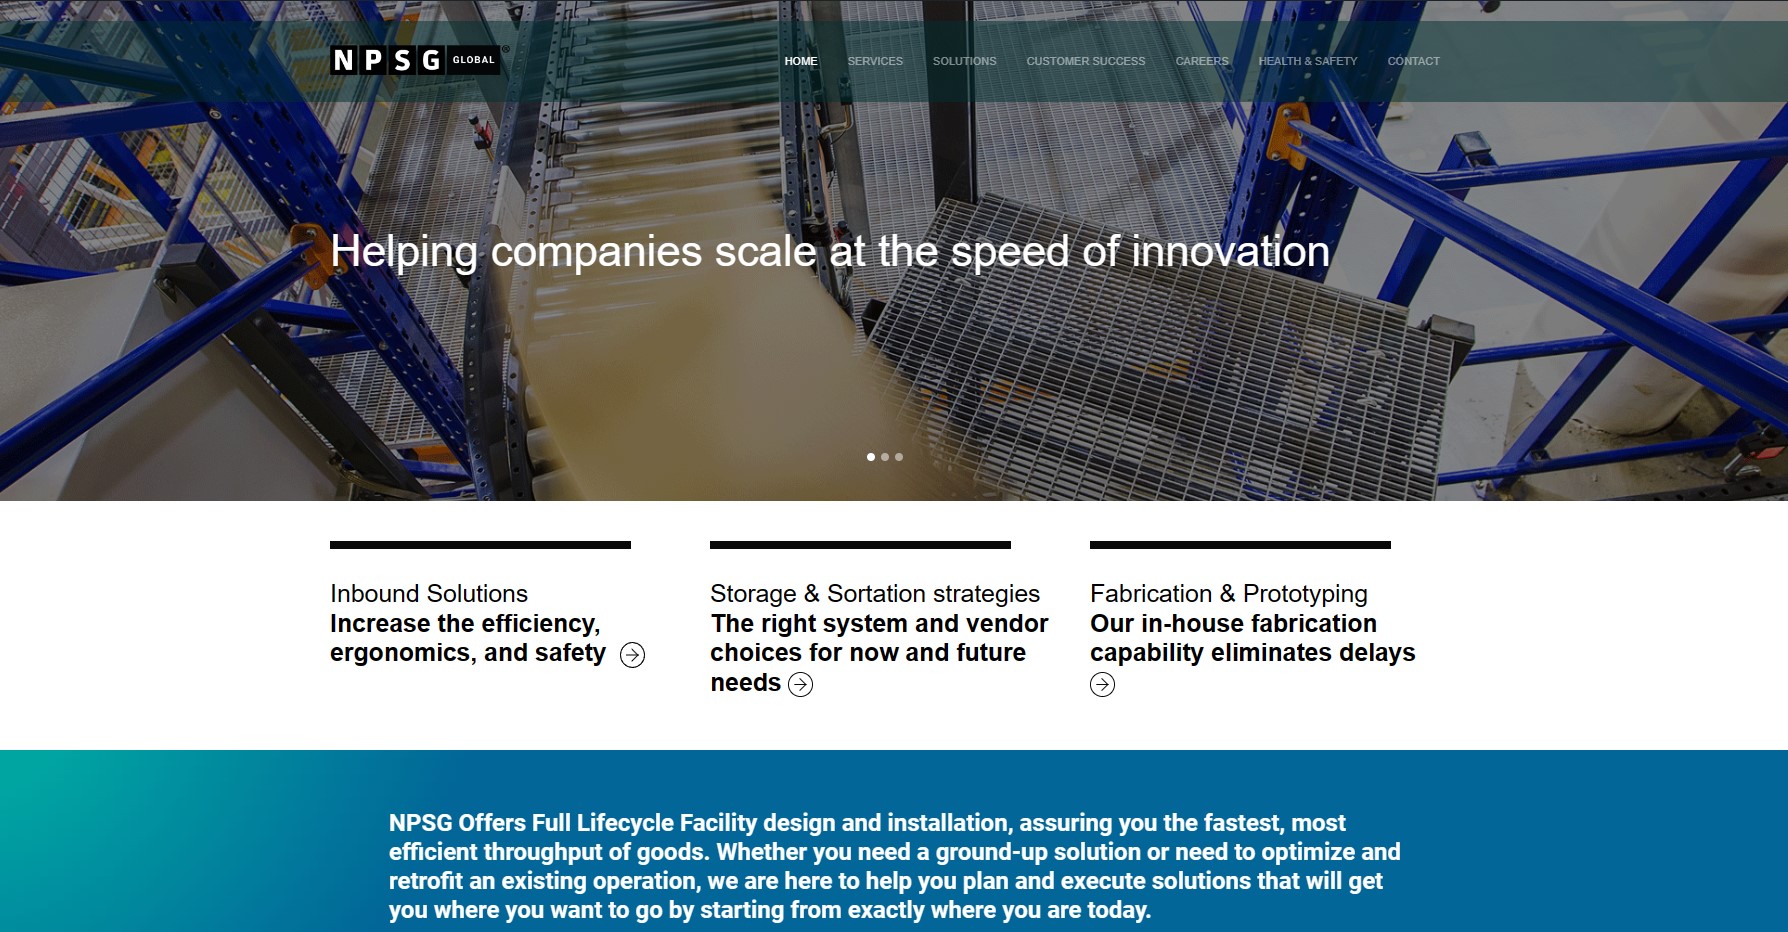 NPSG GLOBAL®
HOME SERVICES SOLUTIONS CUSTOMER SUCCESS CAREERS HEALTH & SAFETY CONTACT
Helping companies scale at the speed of innovation
Inbound Solutions
Increase the efficiency,
ergonomics, and safety
Storage & Sortation strategies
The right system and vendor
choices for now and future
needs
Fabrication & Prototyping
Our in-house fabrication
capability eliminates delays
NPSG Offers Full Lifecycle Facility design and installation, assuring you the fastest, most
efficient throughput of goods. Whether you need a ground-up solution or need to optimize and
retrofit an existing operation, we are here to help you plan and execute solutions that will get
you where you want to go by starting from exactly where you are today.